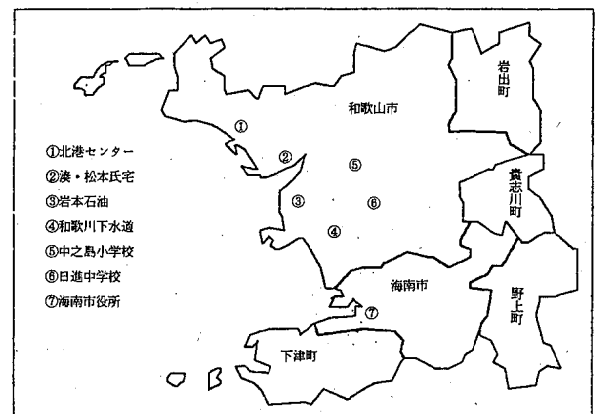 ①北港センター
②湊・松本氏宅
③岩本石油
④和歌川下水道
⑤中之島小学校
⑥日進中学校
⑦海南市役所
和歌山市
岩出町
貴志川町
海南市
野上町
下津町
①
②
③
④
⑤
⑥
⑦